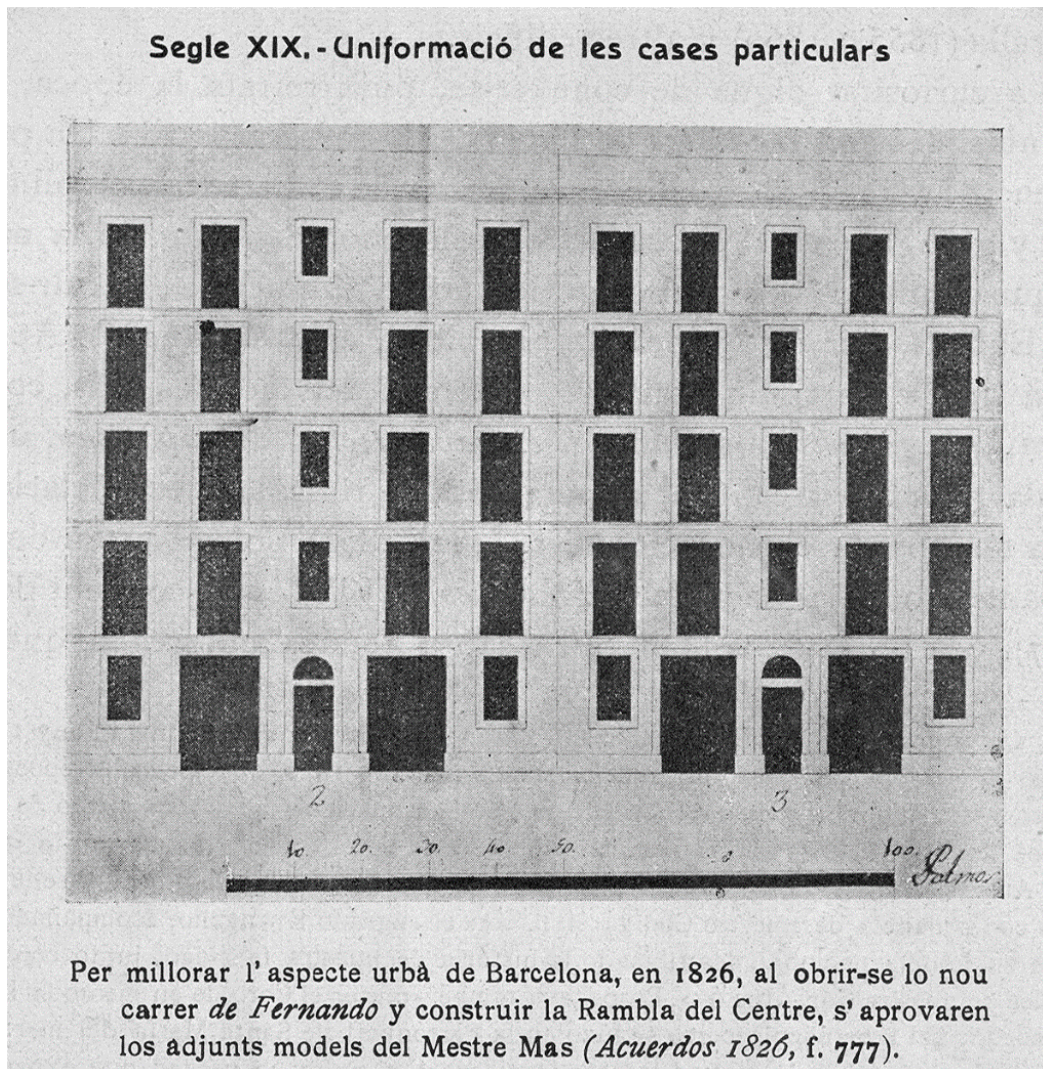 Segle XIX. - Uniformació de les cases particulars
2 3
10. 20. 30. 40. 50. 100. Palmos
Per millorar l' aspecte urbà de Barcelona, en 1826, al obrir-se lo nou
carrer de Fernando y construir la Rambla del Centre, s' aprovaren
los adjunts models del Mestre Mas (Acuerdos 1826, f. 777).